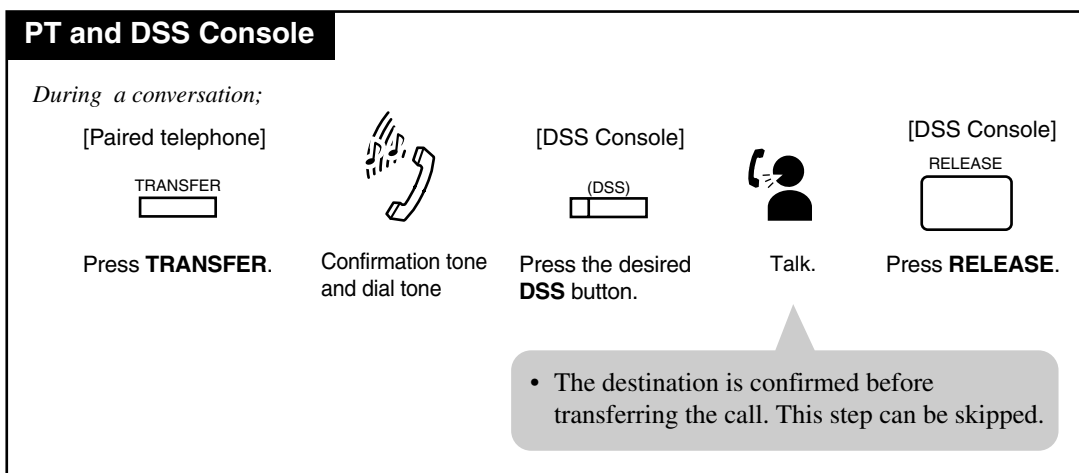 PT and DSS Console
During a conversation;
[Paired telephone]
TRANSFER
Press TRANSFER.
Confirmation tone
and dial tone
[DSS Console]
(DSS)
Press the desired
DSS button.
Talk.
[DSS Console]
RELEASE
Press RELEASE.
• The destination is confirmed before
transferring the call. This step can be skipped.